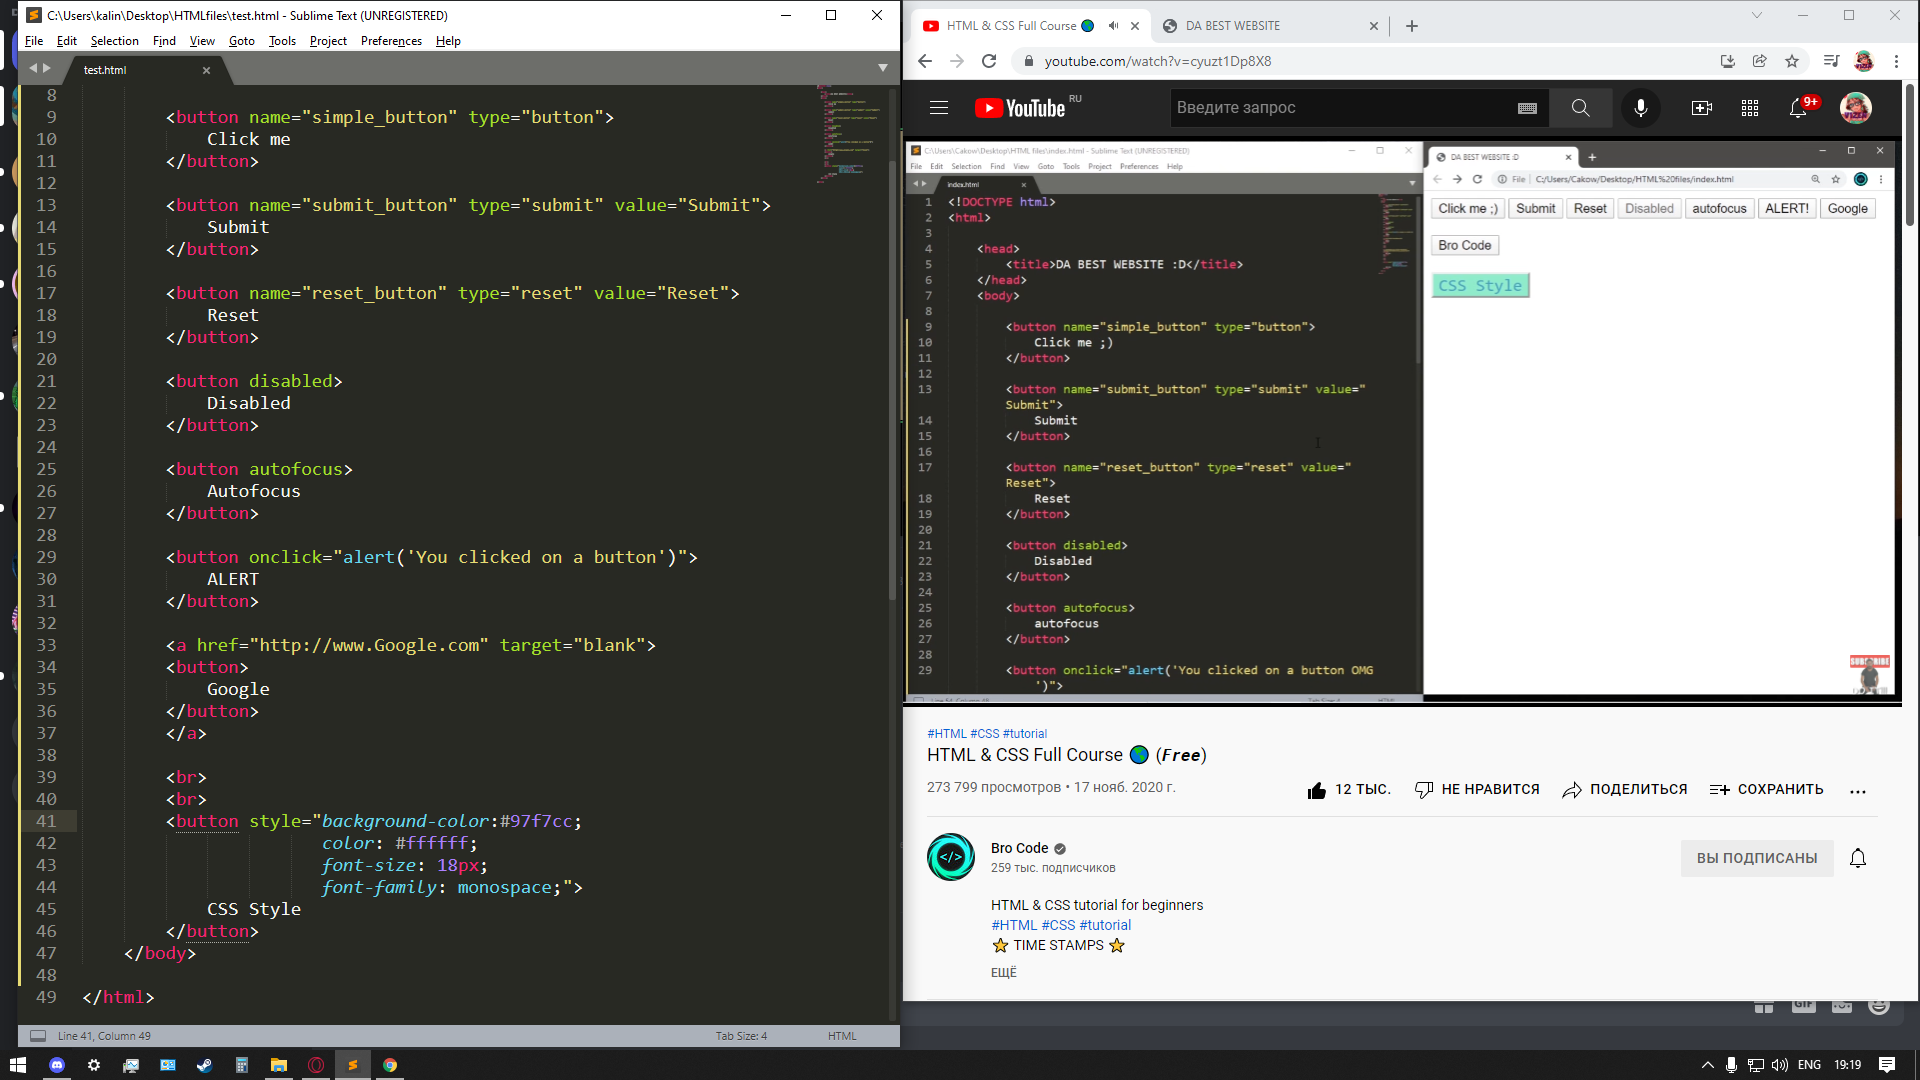 C:\Users\kalin\Desktop\HTMLfiles\test.html - Sublime Text (UNREGISTERED)
File Edit Selection Find View Goto Tools Project Preferences Help
test.html
8
9 <button name="simple_button" type="button">
10 Click me
11 </button>
12
13 <button name="submit_button" type="submit" value="Submit">
14 Submit
15 </button>
16
17 <button name="reset_button" type="reset" value="Reset">
18 Reset
19 </button>
20
21 <button disabled>
22 Disabled
23 </button>
24
25 <button autofocus>
26 Autofocus
27 </button>
28
29 <button onclick="alert('You clicked on a button')">
30 ALERT
31 </button>
32
33 <a href="http://www.Google.com" target="blank">
34 <button>
35 Google
36 </button>
37 </a>
38
39 <br>
40 <br>
41 <button style="background-color:#97f7cc;
42 color: #ffffff;
43 font-size: 18px;
44 font-family: monospace;">
45 CSS Style
46 </button>
47 </body>
48
49 </html>
Line 41, Column 49
Tab Size: 4
HTML
HTML & CSS Full Course
DA BEST WEBSITE
youtube.com/watch?v=cyuzt1Dp8X8
YouTube RU
Введите запрос
9+
C:\Users\Cakow\Desktop\HTML files\index.html - Sublime Text (UNREGISTERED)
File Edit Selection Find View Goto Tools Project Preferences Help
index.html
1 <!DOCTYPE html>
2 <html>
3
4 <head>
5 <title>DA BEST WEBSITE :D</title>
6 </head>
7 <body>
8
9 <button name="simple_button" type="button">
10 Click me ;)
11 </button>
12
13 <button name="submit_button" type="submit" value="
Submit">
14 Submit
15 </button>
16
17 <button name="reset_button" type="reset" value="
Reset">
18 Reset
19 </button>
20
21 <button disabled>
22 Disabled
23 </button>
24
25 <button autofocus>
26 autofocus
27 </button>
28
29 <button onclick="alert('You clicked on a button OMG
')">
DA BEST WEBSITE :D
File C:/Users/Cakow/Desktop/HTML%20files/index.html
Click me ;) Submit Reset Disabled autofocus ALERT! Google
Bro Code
CSS Style
SUBSCRIBE
#HTML #CSS #tutorial
HTML & CSS Full Course 🌎 (Free)
273 799 просмотров • 17 нояб. 2020 г.
12 ТЫС. НЕ НРАВИТСЯ ПОДЕЛИТЬСЯ СОХРАНИТЬ
Bro Code
259 тыс. подписчиков
ВЫ ПОДПИСАНЫ
HTML & CSS tutorial for beginners
#HTML #CSS #tutorial
⭐ TIME STAMPS ⭐
ЕЩЁ
GIF
ENG 19:19